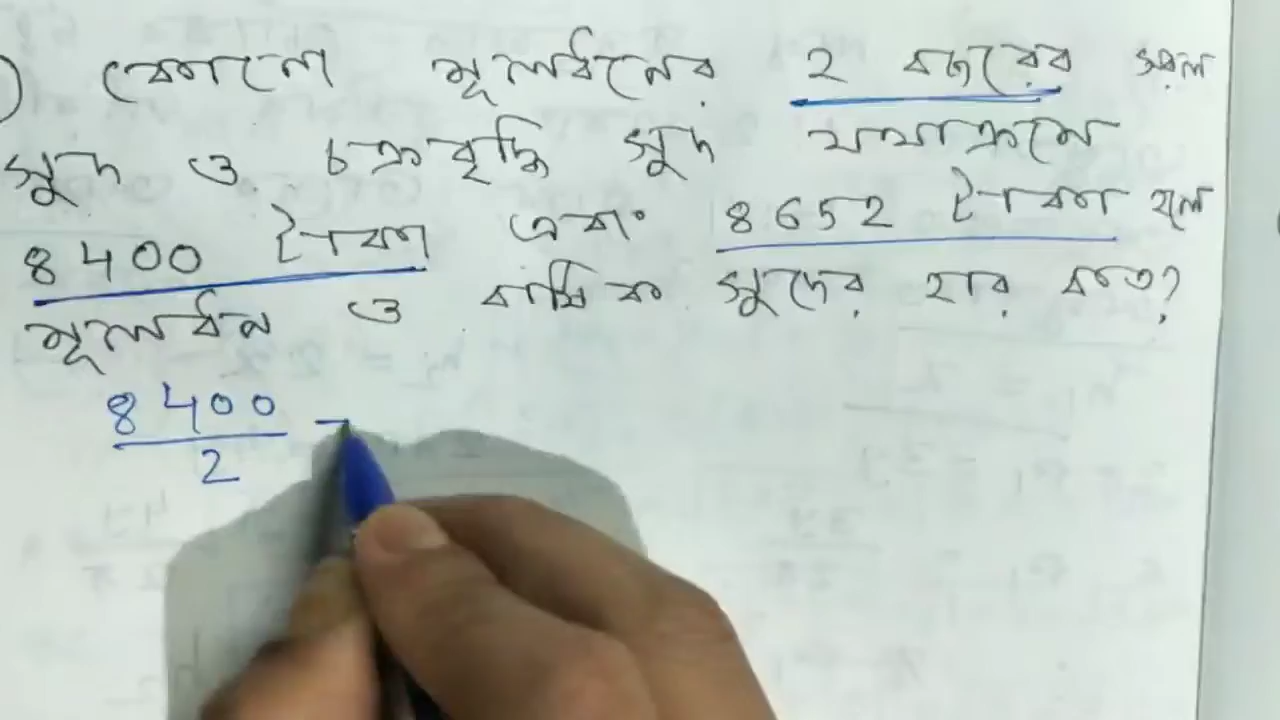 ) কোনো মূলধনের 2 বছরের সরল
সুদ ও চক্রবৃদ্ধি সুদ যথাক্রমে
8400 টাকা এবং 8652 টাকা হলে
মূলধন ও বার্ষিক সুদের হার কত?
8400
2